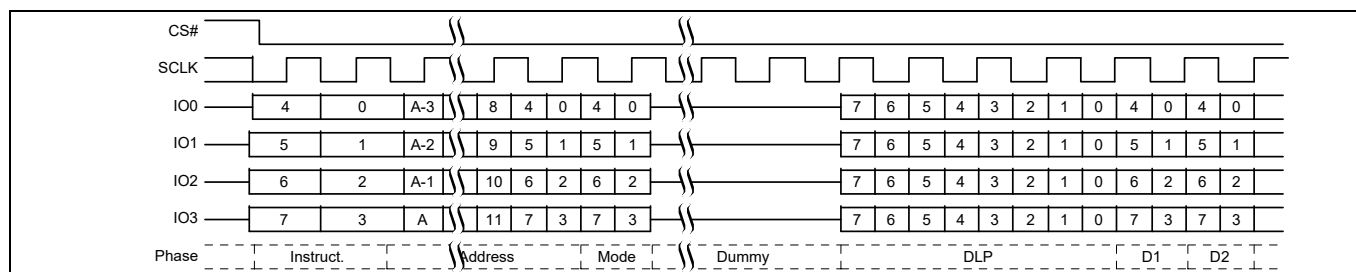 CS#
SCLK
IO0 4 0 A-3 8 4 0 4 0 7 6 5 4 3 2 1 0 4 0 4 0
IO1 5 1 A-2 9 5 1 5 1 7 6 5 4 3 2 1 0 5 1 5 1
IO2 6 2 A-1 10 6 2 6 2 7 6 5 4 3 2 1 0 6 2 6 2
IO3 7 3 A 11 7 3 7 3 7 6 5 4 3 2 1 0 7 3 7 3
Phase Instruct. Address Mode Dummy DLP D1 D2